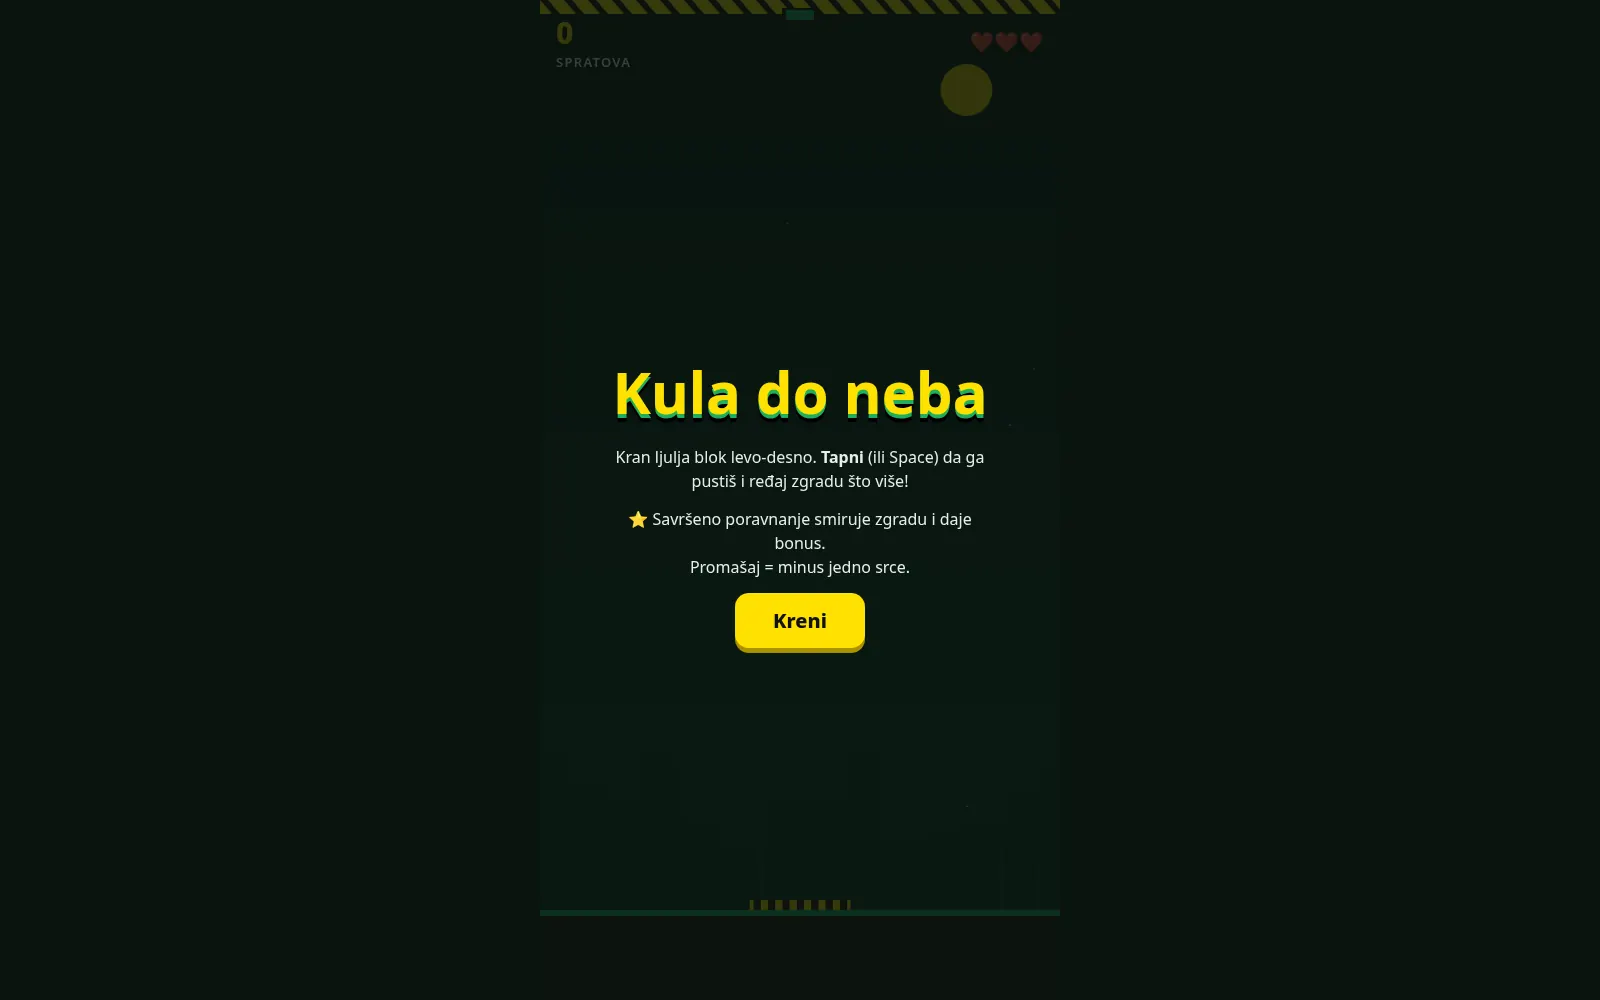 0
SPRATOVA
Kula do neba
Kran ljulja blok levo-desno. Tapni (ili Space) da ga
pustiš i ređaj zgradu što više!
⭐ Savršeno poravnanje smiruje zgradu i daje
bonus.
Promašaj = minus jedno srce.
Kreni